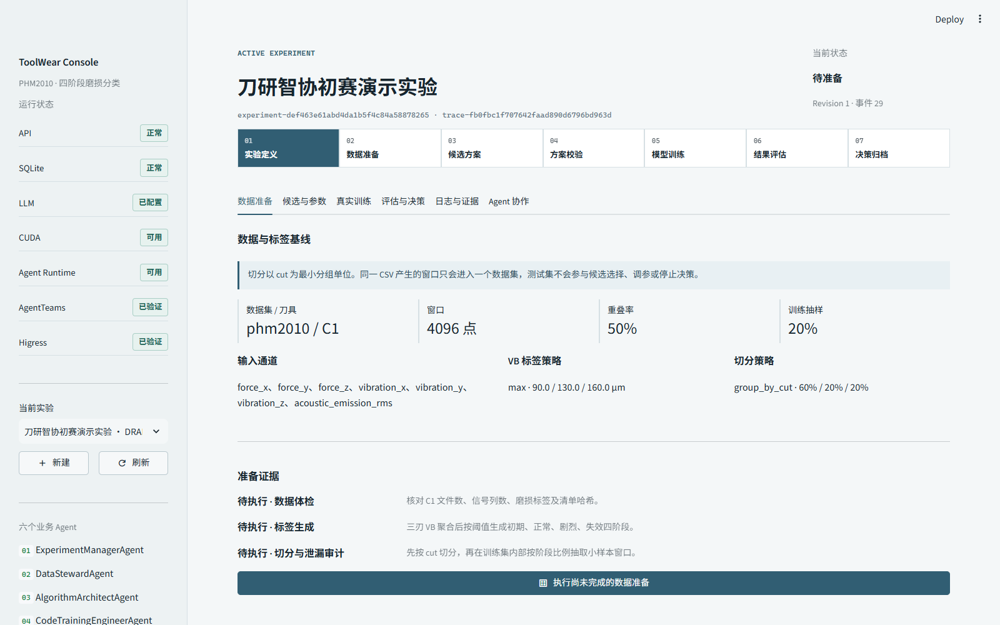 Deploy
ToolWear Console
PHM2010 · 四阶段磨损分类
运行状态
API 正常
SQLite 正常
LLM 已配置
CUDA 可用
Agent Runtime 可用
AgentTeams 已验证
Higress 已验证
当前实验
刀研智协初赛演示实验 • DRA
新建
刷新
六个业务 Agent
01 ExperimentManagerAgent
02 DataStewardAgent
03 AlgorithmArchitectAgent
04 CodeTrainingEngineerAgent
ACTIVE EXPERIMENT
刀研智协初赛演示实验
experiment-def463e61abd4da1b5f4c84a58878265 · trace-fb0fbc1f707642faad890d6796bd963d
当前状态
待准备
Revision 1 · 事件 29
01 实验定义
02 数据准备
03 候选方案
04 方案校验
05 模型训练
06 结果评估
07 决策归档
数据准备 候选与参数 真实训练 评估与决策 日志与证据 Agent 协作
数据与标签基线
切分以 cut 为最小分组单位。同一 CSV 产生的窗口只会进入一个数据集，测试集不会参与候选选择、调参或停止决策。
数据集 / 刀具
phm2010 / C1
窗口
4096 点
重叠率
50%
训练抽样
20%
输入通道
force_x、force_y、force_z、vibration_x、vibration_y、
vibration_z、acoustic_emission_rms
VB 标签策略
max · 90.0 / 130.0 / 160.0 μm
切分策略
group_by_cut · 60% / 20% / 20%
准备证据
待执行 · 数据体检 核对 C1 文件数、信号列数、磨损标签及清单哈希。
待执行 · 标签生成 三刃 VB 聚合后按阈值生成初期、正常、剧烈、失效四阶段。
待执行 · 切分与泄漏审计 先按 cut 切分，再在训练集内部按阶段比例抽取小样本窗口。
执行尚未完成的数据准备